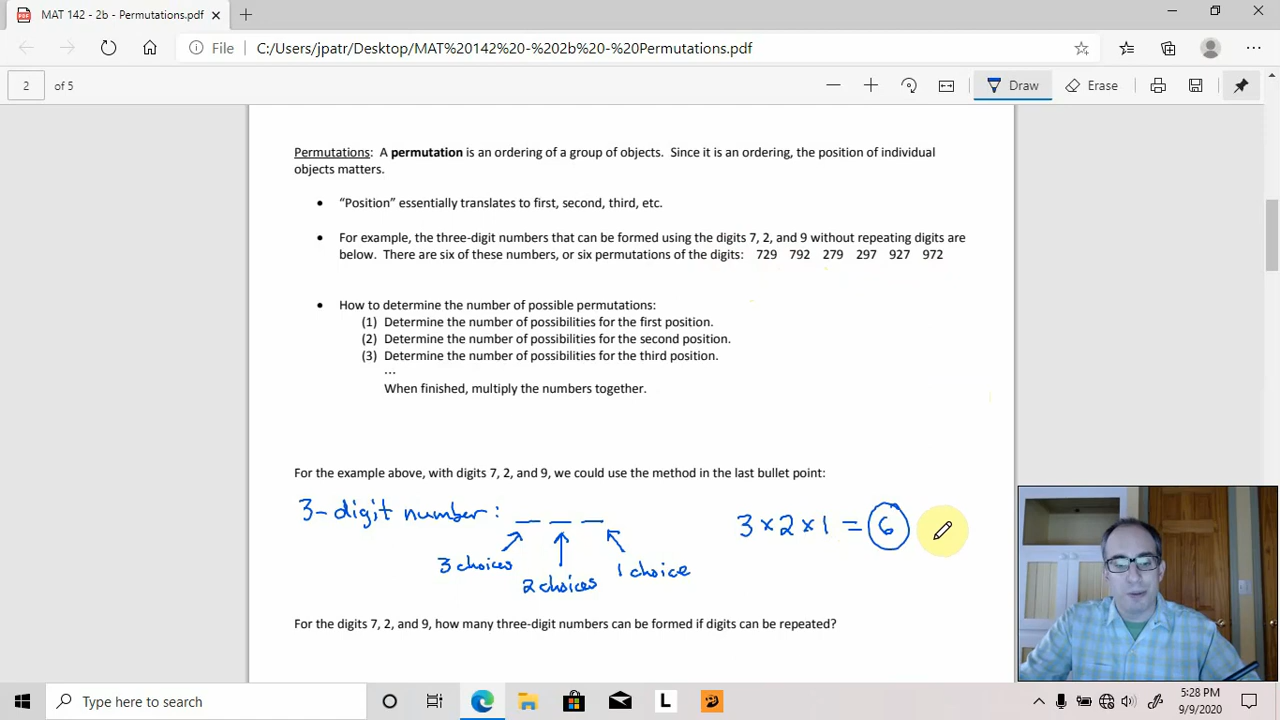 MAT 142 - 2b - Permutations.pdf
File C:/Users/jpatr/Desktop/MAT%20142%20-%202b%20-%20Permutations.pdf
2 of 5 Draw Erase
Permutations: A permutation is an ordering of a group of objects. Since it is an ordering, the position of individual
objects matters.
• “Position” essentially translates to first, second, third, etc.
• For example, the three-digit numbers that can be formed using the digits 7, 2, and 9 without repeating digits are
below. There are six of these numbers, or six permutations of the digits: 729 792 279 297 927 972
• How to determine the number of possible permutations:
(1) Determine the number of possibilities for the first position.
(2) Determine the number of possibilities for the second position.
(3) Determine the number of possibilities for the third position.
...
When finished, multiply the numbers together.
For the example above, with digits 7, 2, and 9, we could use the method in the last bullet point:
3-digit number: _ _ _ 3 × 2 × 1 = 6
3 choices 2 choices 1 choice
For the digits 7, 2, and 9, how many three-digit numbers can be formed if digits can be repeated?
Type here to search
L
5:28 PM
9/9/2020